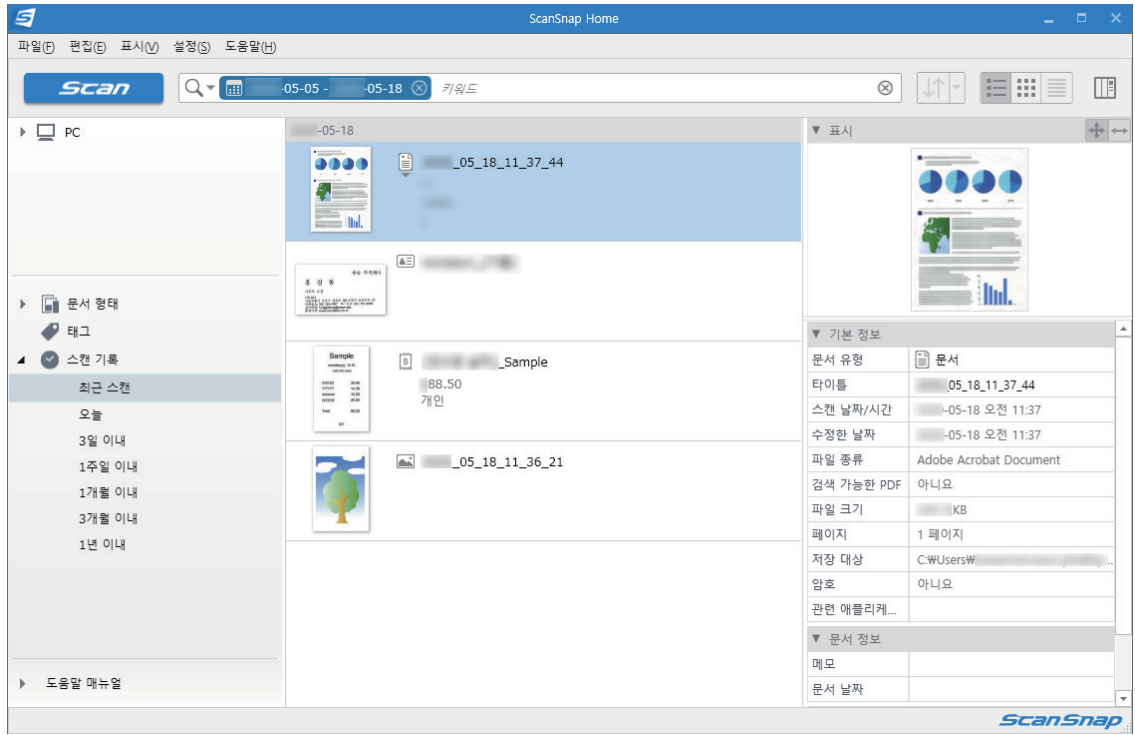 ScanSnap Home
파일(F) 편집(E) 표시(V) 설정(S) 도움말(H)
Scan
-05-05 - -05-18 키워드
PC
문서 형태
태그
스캔 기록
최근 스캔
오늘
3일 이내
1주일 이내
1개월 이내
3개월 이내
1년 이내
도움말 매뉴얼
-05-18
_05_18_11_37_44
홍 길 동
Sample
_Sample
88.50
개인
_05_18_11_36_21
표시
기본 정보
문서 유형 문서
타이틀 _05_18_11_37_44
스캔 날짜/시간 -05-18 오전 11:37
수정한 날짜 -05-18 오전 11:37
파일 종류 Adobe Acrobat Document
검색 가능한 PDF 아니요
파일 크기 KB
페이지 1 페이지
저장 대상 C:₩Users₩ ...
암호 아니요
관련 애플리케...
문서 정보
메모
문서 날짜
ScanSnap